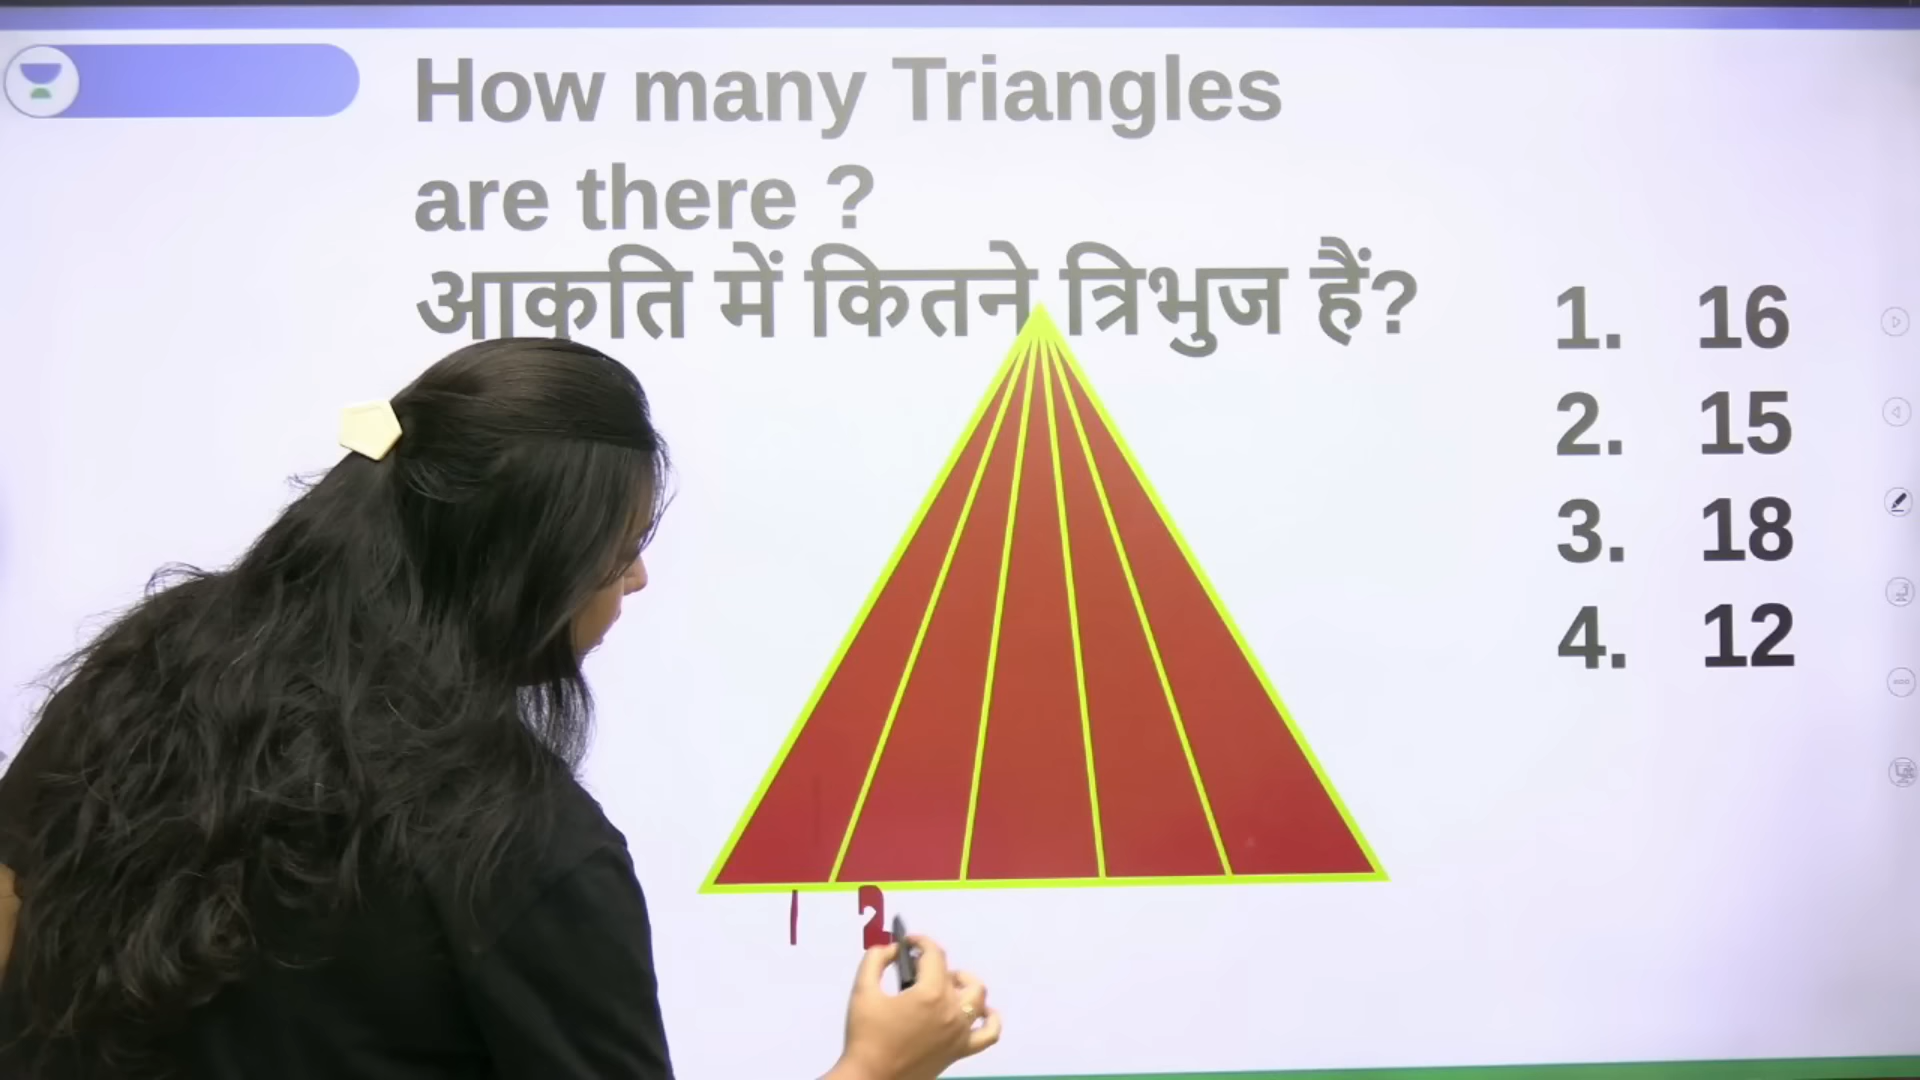 How many Triangles
are there ?
आकृति में कितने त्रिभुज हैं?
1. 16
2. 15
3. 18
4. 12
1 2